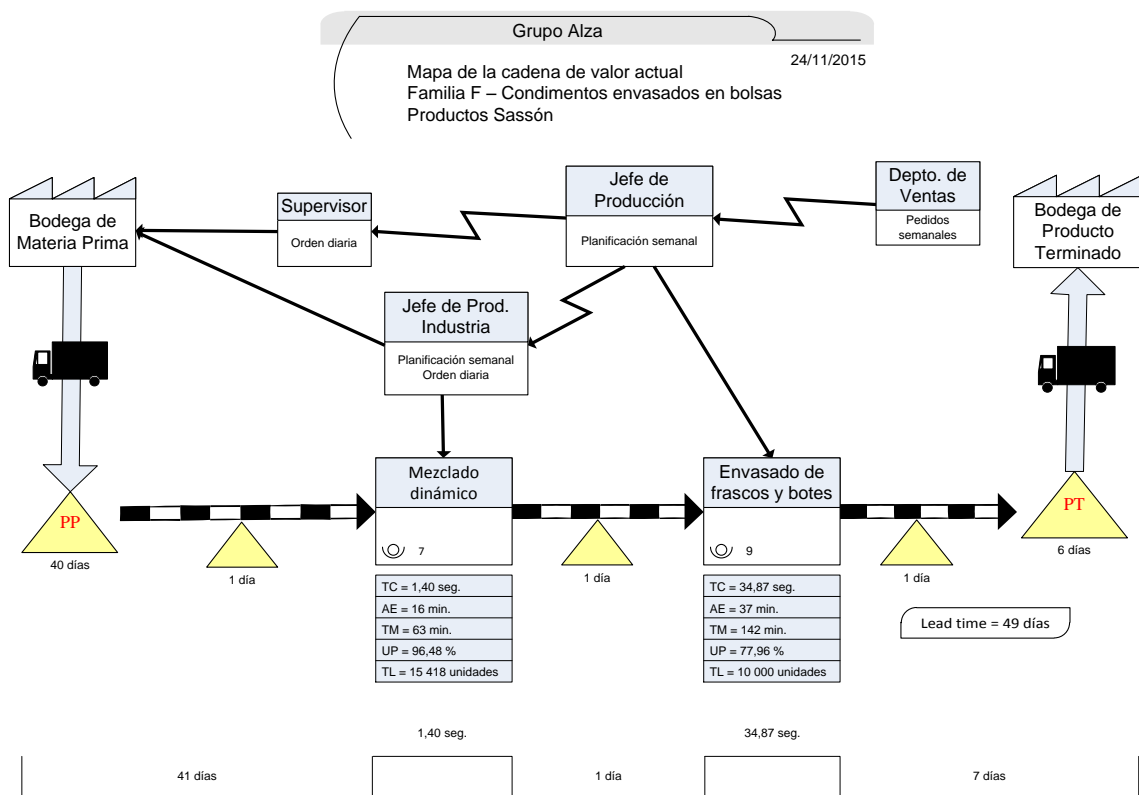 Grupo Alza
24/11/2015
Mapa de la cadena de valor actual
Familia F – Condimentos envasados en bolsas
Productos Sassón
Bodega de
Materia Prima
Supervisor
Orden diaria
Jefe de
Producción
Planificación semanal
Depto. de
Ventas
Pedidos
semanales
Bodega de
Producto
Terminado
Jefe de Prod.
Industria
Planificación semanal
Orden diaria
PP
40 días
1 día
Mezclado
dinámico
7
1 día
Envasado de
frascos y botes
9
1 día
PT
6 días
TC = 1,40 seg.
AE = 16 min.
TM = 63 min.
UP = 96,48 %
TL = 15 418 unidades
TC = 34,87 seg.
AE = 37 min.
TM = 142 min.
UP = 77,96 %
TL = 10 000 unidades
Lead time = 49 días
1,40 seg.
34,87 seg.
41 días
1 día
7 días